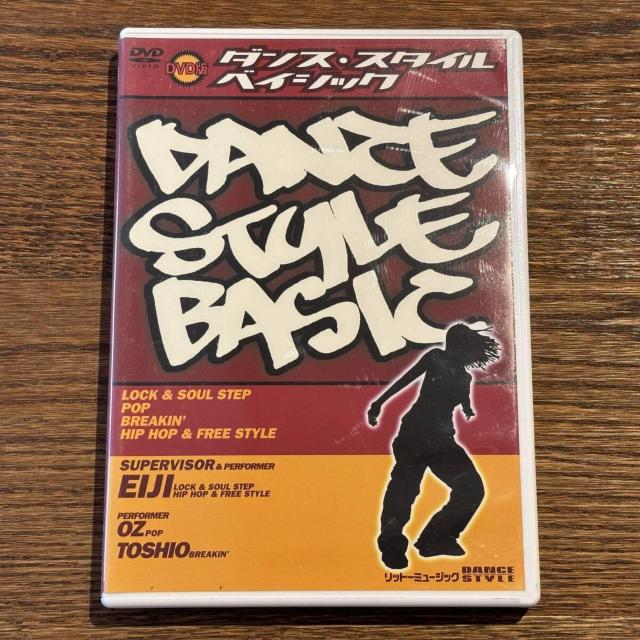 DVD
VIDEO
DVD版
ダンス・スタイル
ベイシック
DANCE
STYLE
BASIC
LOCK & SOUL STEP
POP
BREAKIN'
HIP HOP & FREE STYLE
SUPERVISOR & PERFORMER
EIJI LOCK & SOUL STEP
HIP HOP & FREE STYLE
PERFORMER
OZ POP
TOSHIO BREAKIN'
リットーミュージック DANCE
STYLE